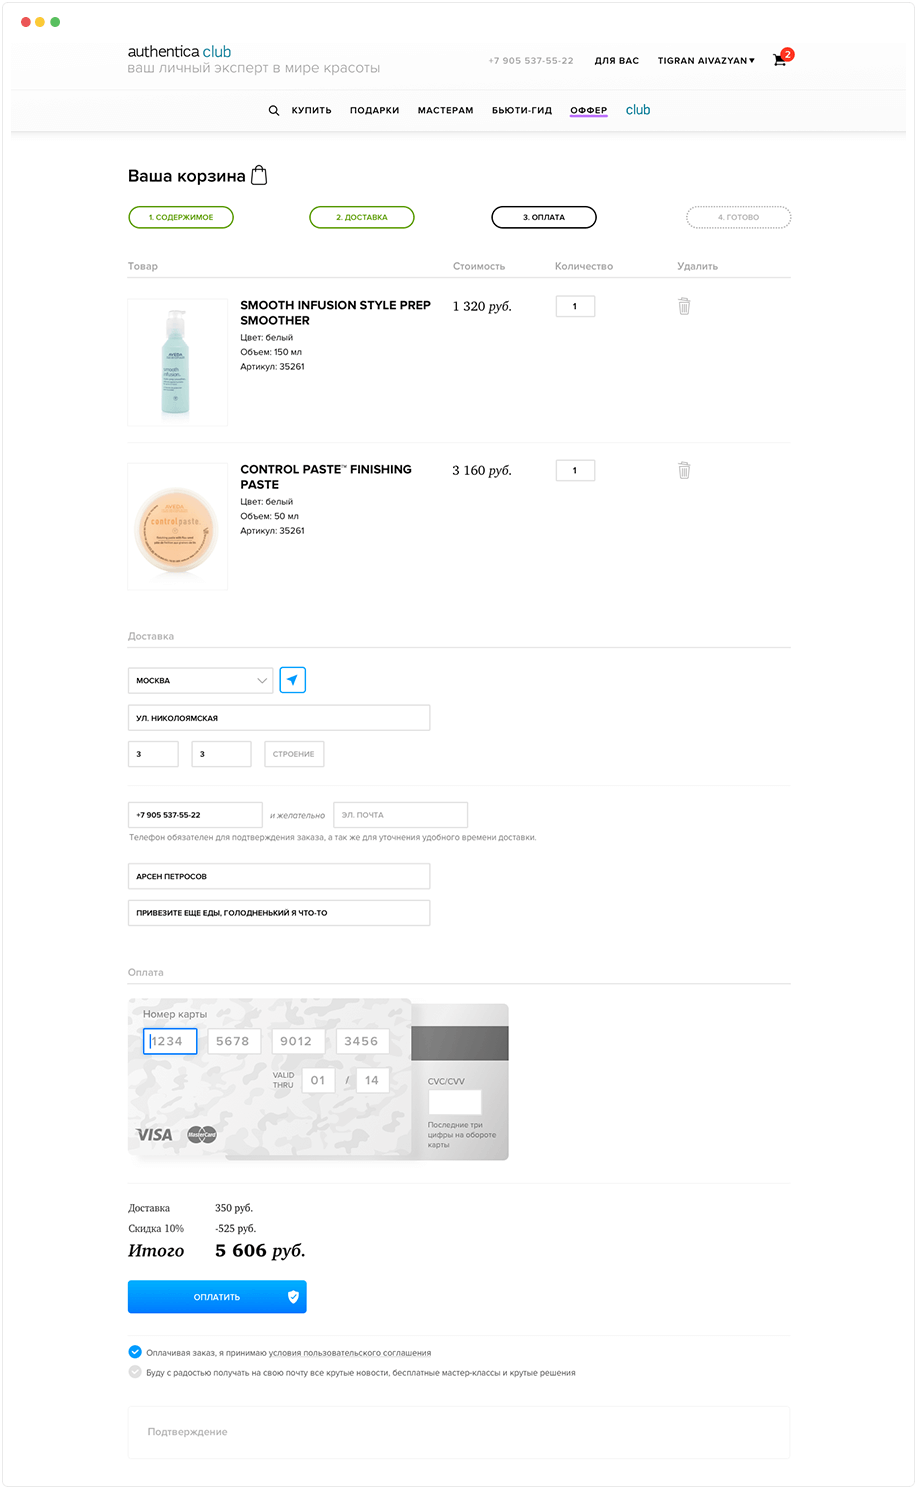 authentica club
ваш личный эксперт в мире красоты
+7 905 537-55-22
ДЛЯ ВАС
TIGRAN AIVAZYAN
2
КУПИТЬ ПОДАРКИ МАСТЕРАМ БЬЮТИ-ГИД ОФФЕР club
Ваша корзина
1. СОДЕРЖИМОЕ 2. ДОСТАВКА 3. ОПЛАТА 4. ГОТОВО
Товар Стоимость Количество Удалить
SMOOTH INFUSION STYLE PREP
SMOOTHER
Цвет: белый
Объем: 150 мл
Артикул: 35261
1 320 руб.
1
AVEDA
smooth
infusion.
CONTROL PASTE™ FINISHING
PASTE
Цвет: белый
Объем: 50 мл
Артикул: 35261
3 160 руб.
1
AVEDA
control paste.
Доставка
МОСКВА
УЛ. НИКОЛОЯМСКАЯ
3 3 СТРОЕНИЕ
+7 905 537-55-22 и желательно ЭЛ. ПОЧТА
Телефон обязателен для подтверждения заказа, а так же для уточнения удобного времени доставки.
АРСЕН ПЕТРОСОВ
ПРИВЕЗИТЕ ЕЩЕ ЕДЫ, ГОЛОДНЕНЬКИЙ Я ЧТО-ТО
Оплата
Номер карты
1234 5678 9012 3456
VALID
THRU
01 / 14
VISA MasterCard
CVC/CVV
Последние три
цифры на обороте
карты
Доставка 350 руб.
Скидка 10% -525 руб.
Итого 5 606 руб.
ОПЛАТИТЬ
Оплачивая заказ, я принимаю условия пользовательского соглашения
Буду с радостью получать на свою почту все крутые новости, бесплатные мастер-классы и крутые решения
Подтверждение